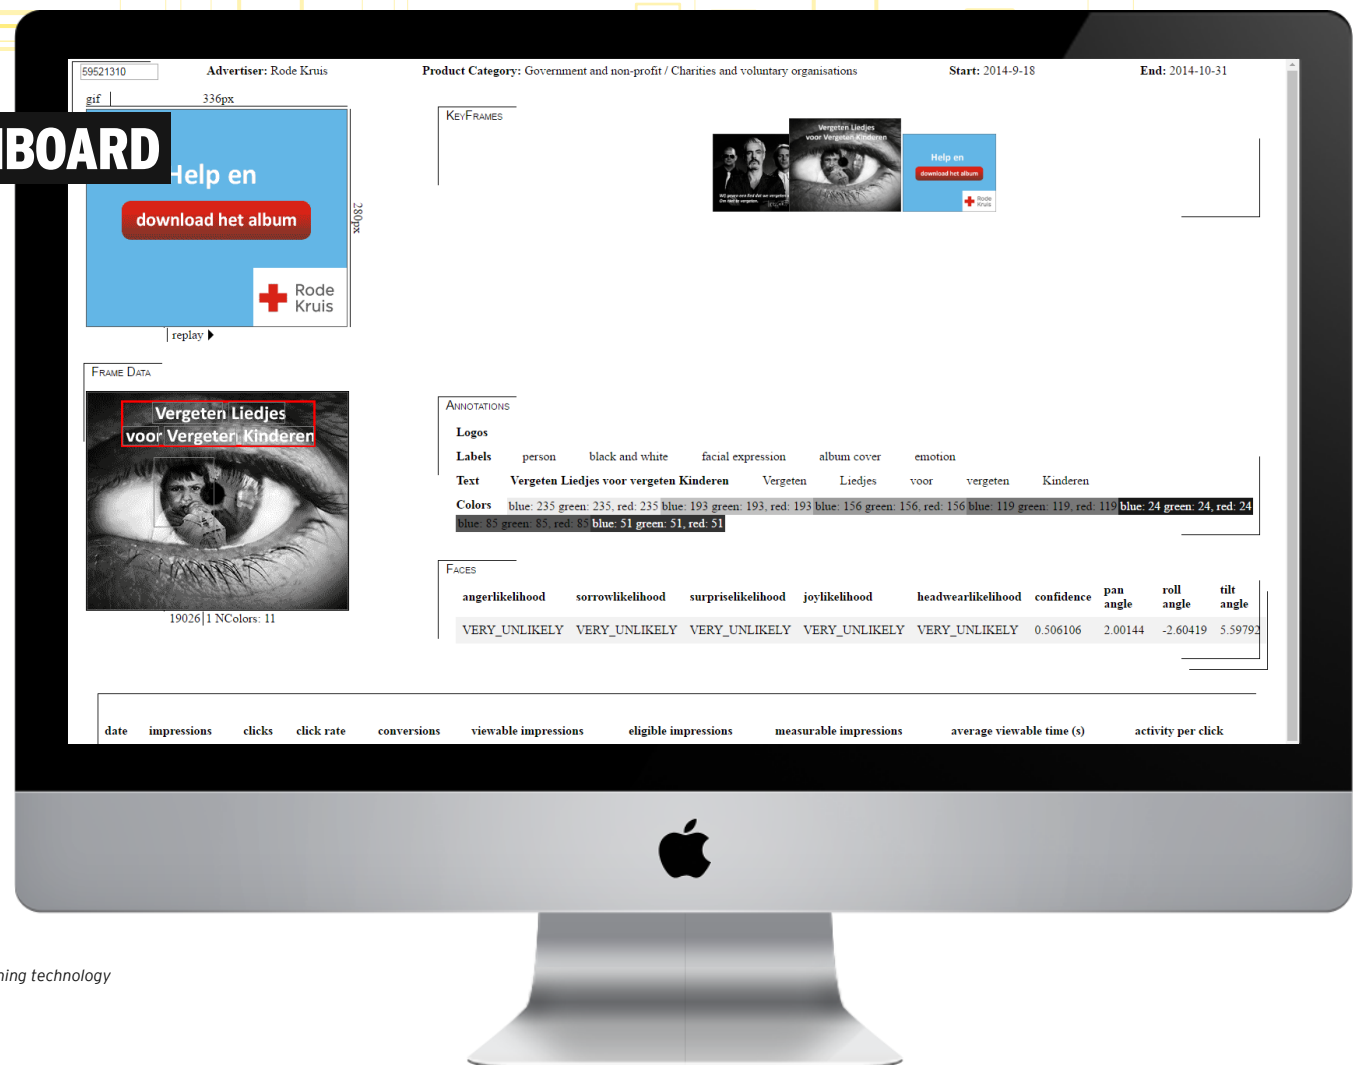 59521310 Advertiser: Rode Kruis Product Category: Government and non-profit / Charities and voluntary organisations Start: 2014-9-18 End: 2014-10-31
gif 336px
BOARD
Help en
download het album
280px
Rode
Kruis
replay
KEYFRAMES
Vergeten Liedjes
voor Vergeten Kinderen
Help en
download het album
Rode
Kruis
FRAME DATA
Vergeten Liedjes
voor Vergeten Kinderen
19026 1 NColors: 11
ANNOTATIONS
Logos
Labels person black and white facial expression album cover emotion
Text Vergeten Liedjes voor vergeten Kinderen Vergeten Liedjes voor vergeten Kinderen
Colors blue: 235 green: 235, red: 235 blue: 193 green: 193, red: 193 blue: 156 green: 156, red: 156 blue: 119 green: 119, red: 119 blue: 24 green: 24, red: 24
blue: 85 green: 85, red: 85 blue: 51 green: 51, red: 51
FACES
angerlikelihood sorrowlikelihood surpriselikelihood joylikelihood headwearlikelihood confidence pan angle roll angle tilt angle
VERY_UNLIKELY VERY_UNLIKELY VERY_UNLIKELY VERY_UNLIKELY VERY_UNLIKELY 0.506106 2.00144 -2.60419 5.59792
date impressions clicks click rate conversions viewable impressions eligible impressions measurable impressions average viewable time (s) activity per click
ning technology